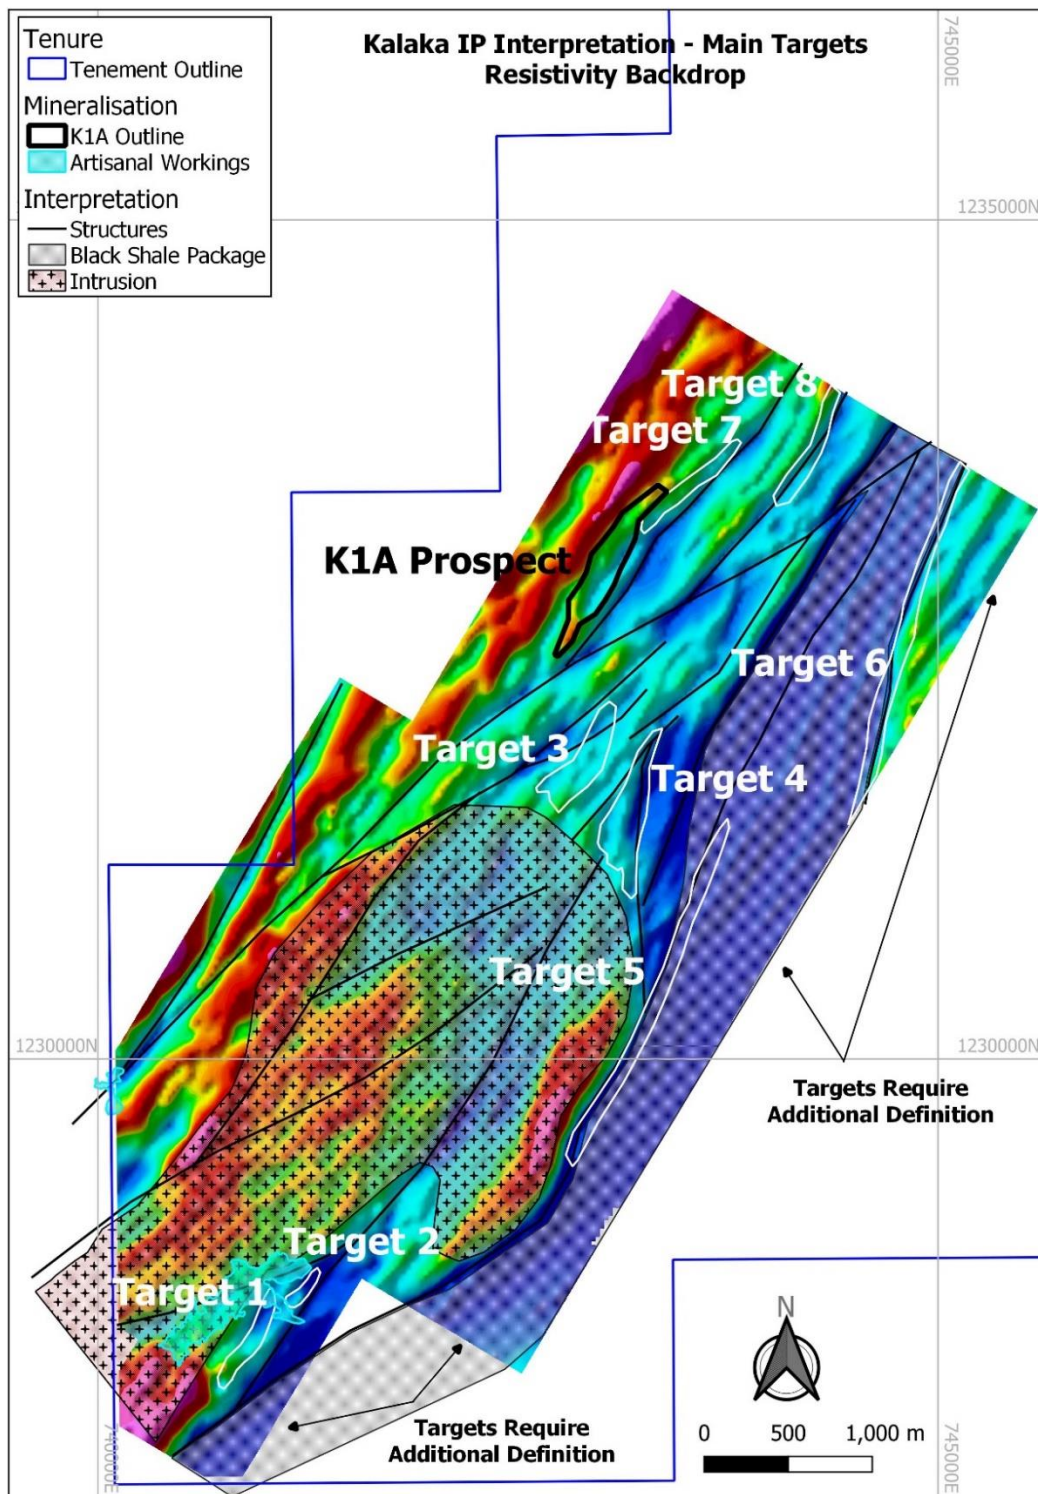 Kalaka IP Interpretation - Main Targets
Resistivity Backdrop
Tenure
Tenement Outline
Mineralisation
K1A Outline
Artisanal Workings
Interpretation
Structures
Black Shale Package
Intrusion
745000E
1235000N
Target 8
Target 7
K1A Prospect
Target 6
Target 3
Target 4
Target 5
1230000N
1230000N
Targets Require
Additional Definition
Target 2
Target 1
N
Targets Require
Additional Definition
0 500 1,000 m
740000E
745000E